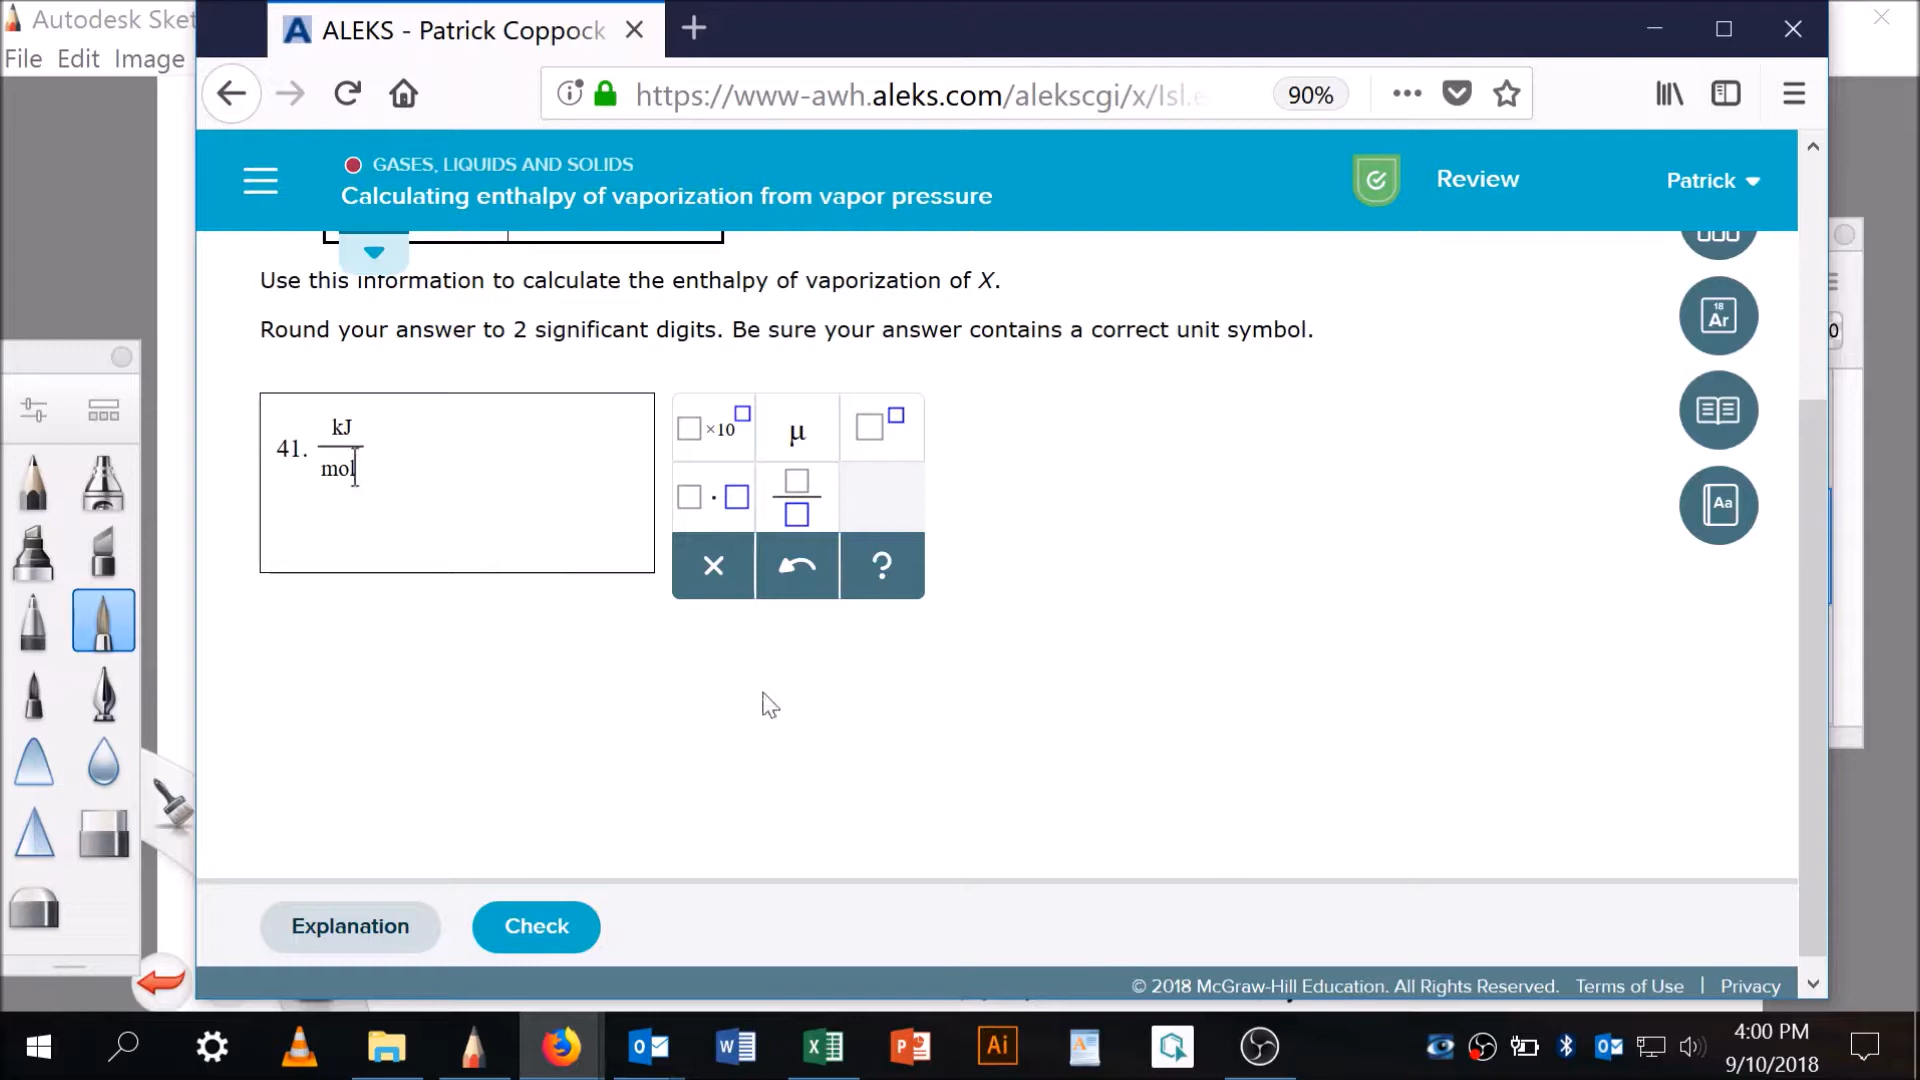 Autodesk Sket
File Edit Image
ALEKS - Patrick Coppock
https://www-awh.aleks.com/alekscgi/x/Isl.e
90%
GASES, LIQUIDS AND SOLIDS
Calculating enthalpy of vaporization from vapor pressure
Review
Patrick
Use this information to calculate the enthalpy of vaporization of X.
Round your answer to 2 significant digits. Be sure your answer contains a correct unit symbol.
41. kJ
mol
×10
μ
?
18
Ar
Aa
0
Explanation
Check
© 2018 McGraw-Hill Education. All Rights Reserved. Terms of Use | Privacy
Ai
4:00 PM
9/10/2018